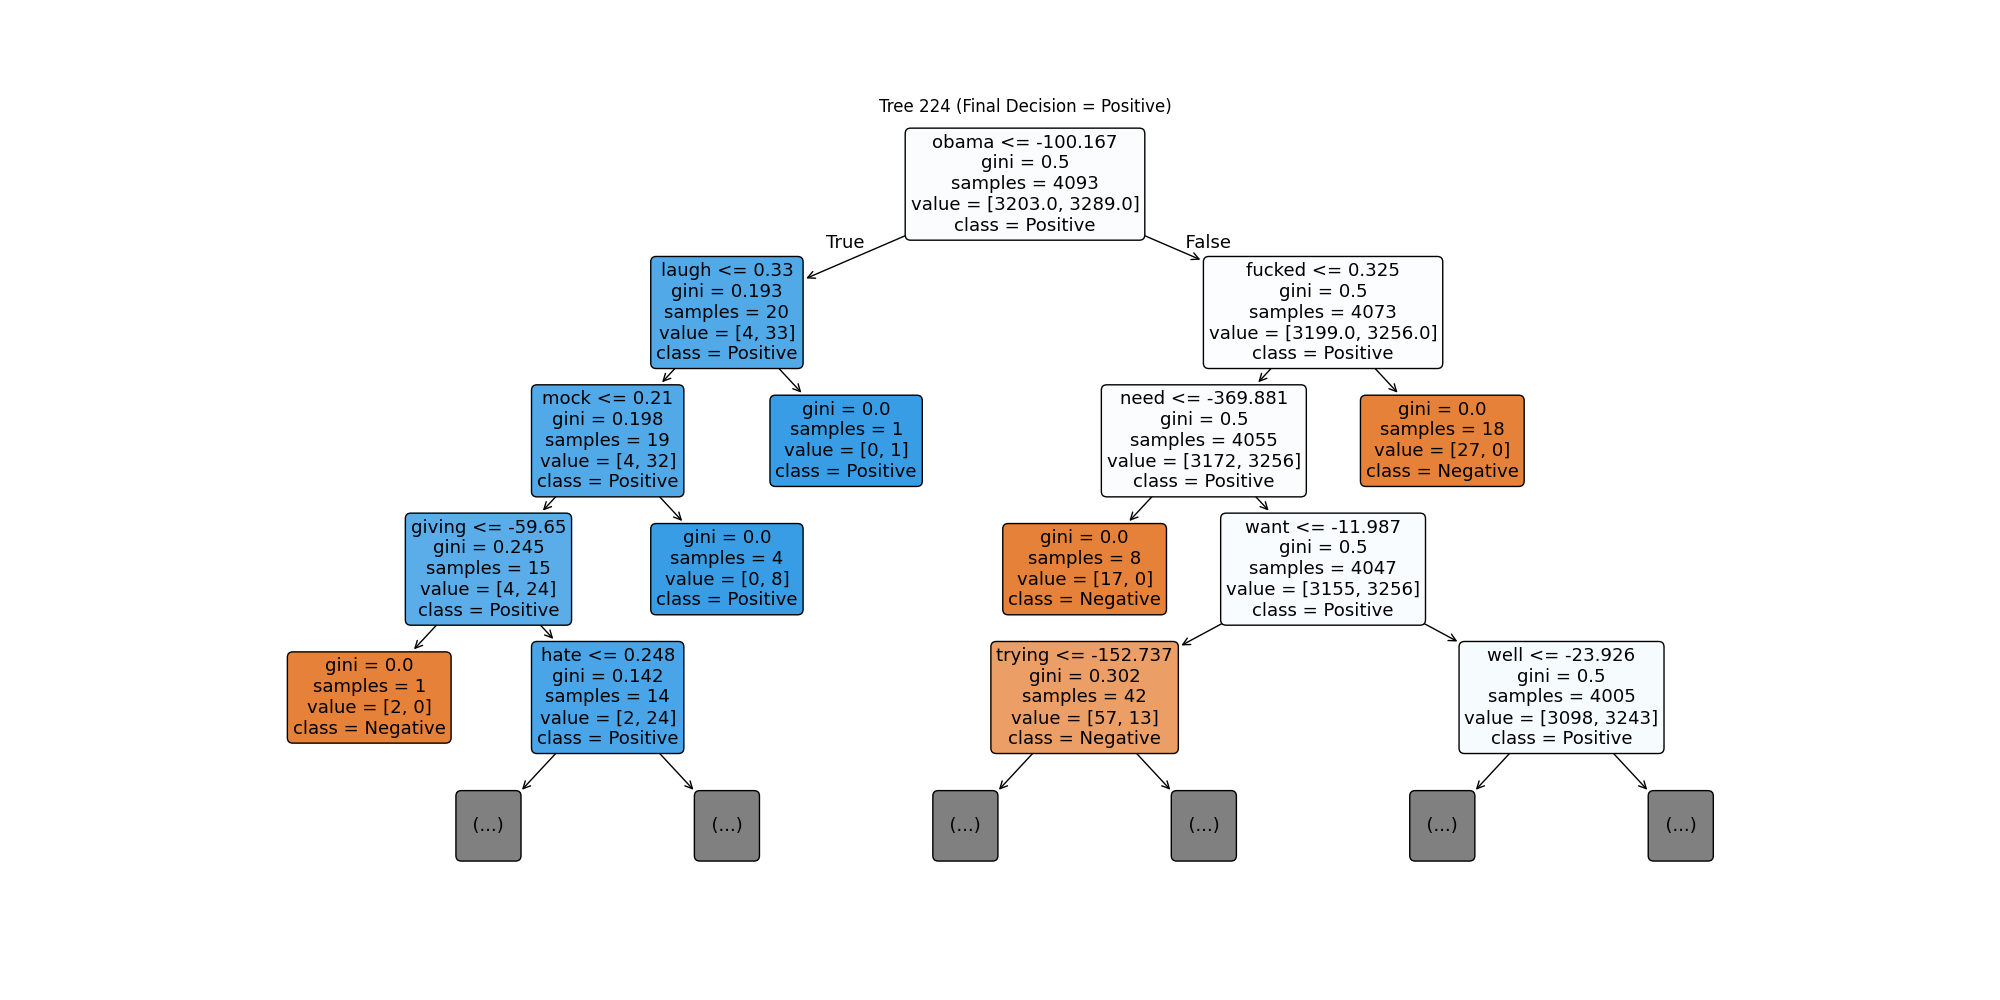 Tree 224 (Final Decision = Positive)
obama <= -100.167
gini = 0.5
samples = 4093
value = [3203.0, 3289.0]
class = Positive
True
False
laugh <= 0.33
gini = 0.193
samples = 20
value = [4, 33]
class = Positive
fucked <= 0.325
gini = 0.5
samples = 4073
value = [3199.0, 3256.0]
class = Positive
mock <= 0.21
gini = 0.198
samples = 19
value = [4, 32]
class = Positive
gini = 0.0
samples = 1
value = [0, 1]
class = Positive
need <= -369.881
gini = 0.5
samples = 4055
value = [3172, 3256]
class = Positive
gini = 0.0
samples = 18
value = [27, 0]
class = Negative
giving <= -59.65
gini = 0.245
samples = 15
value = [4, 24]
class = Positive
gini = 0.0
samples = 4
value = [0, 8]
class = Positive
gini = 0.0
samples = 8
value = [17, 0]
class = Negative
want <= -11.987
gini = 0.5
samples = 4047
value = [3155, 3256]
class = Positive
gini = 0.0
samples = 1
value = [2, 0]
class = Negative
hate <= 0.248
gini = 0.142
samples = 14
value = [2, 24]
class = Positive
trying <= -152.737
gini = 0.302
samples = 42
value = [57, 13]
class = Negative
well <= -23.926
gini = 0.5
samples = 4005
value = [3098, 3243]
class = Positive
(...)
(...)
(...)
(...)
(...)
(...)